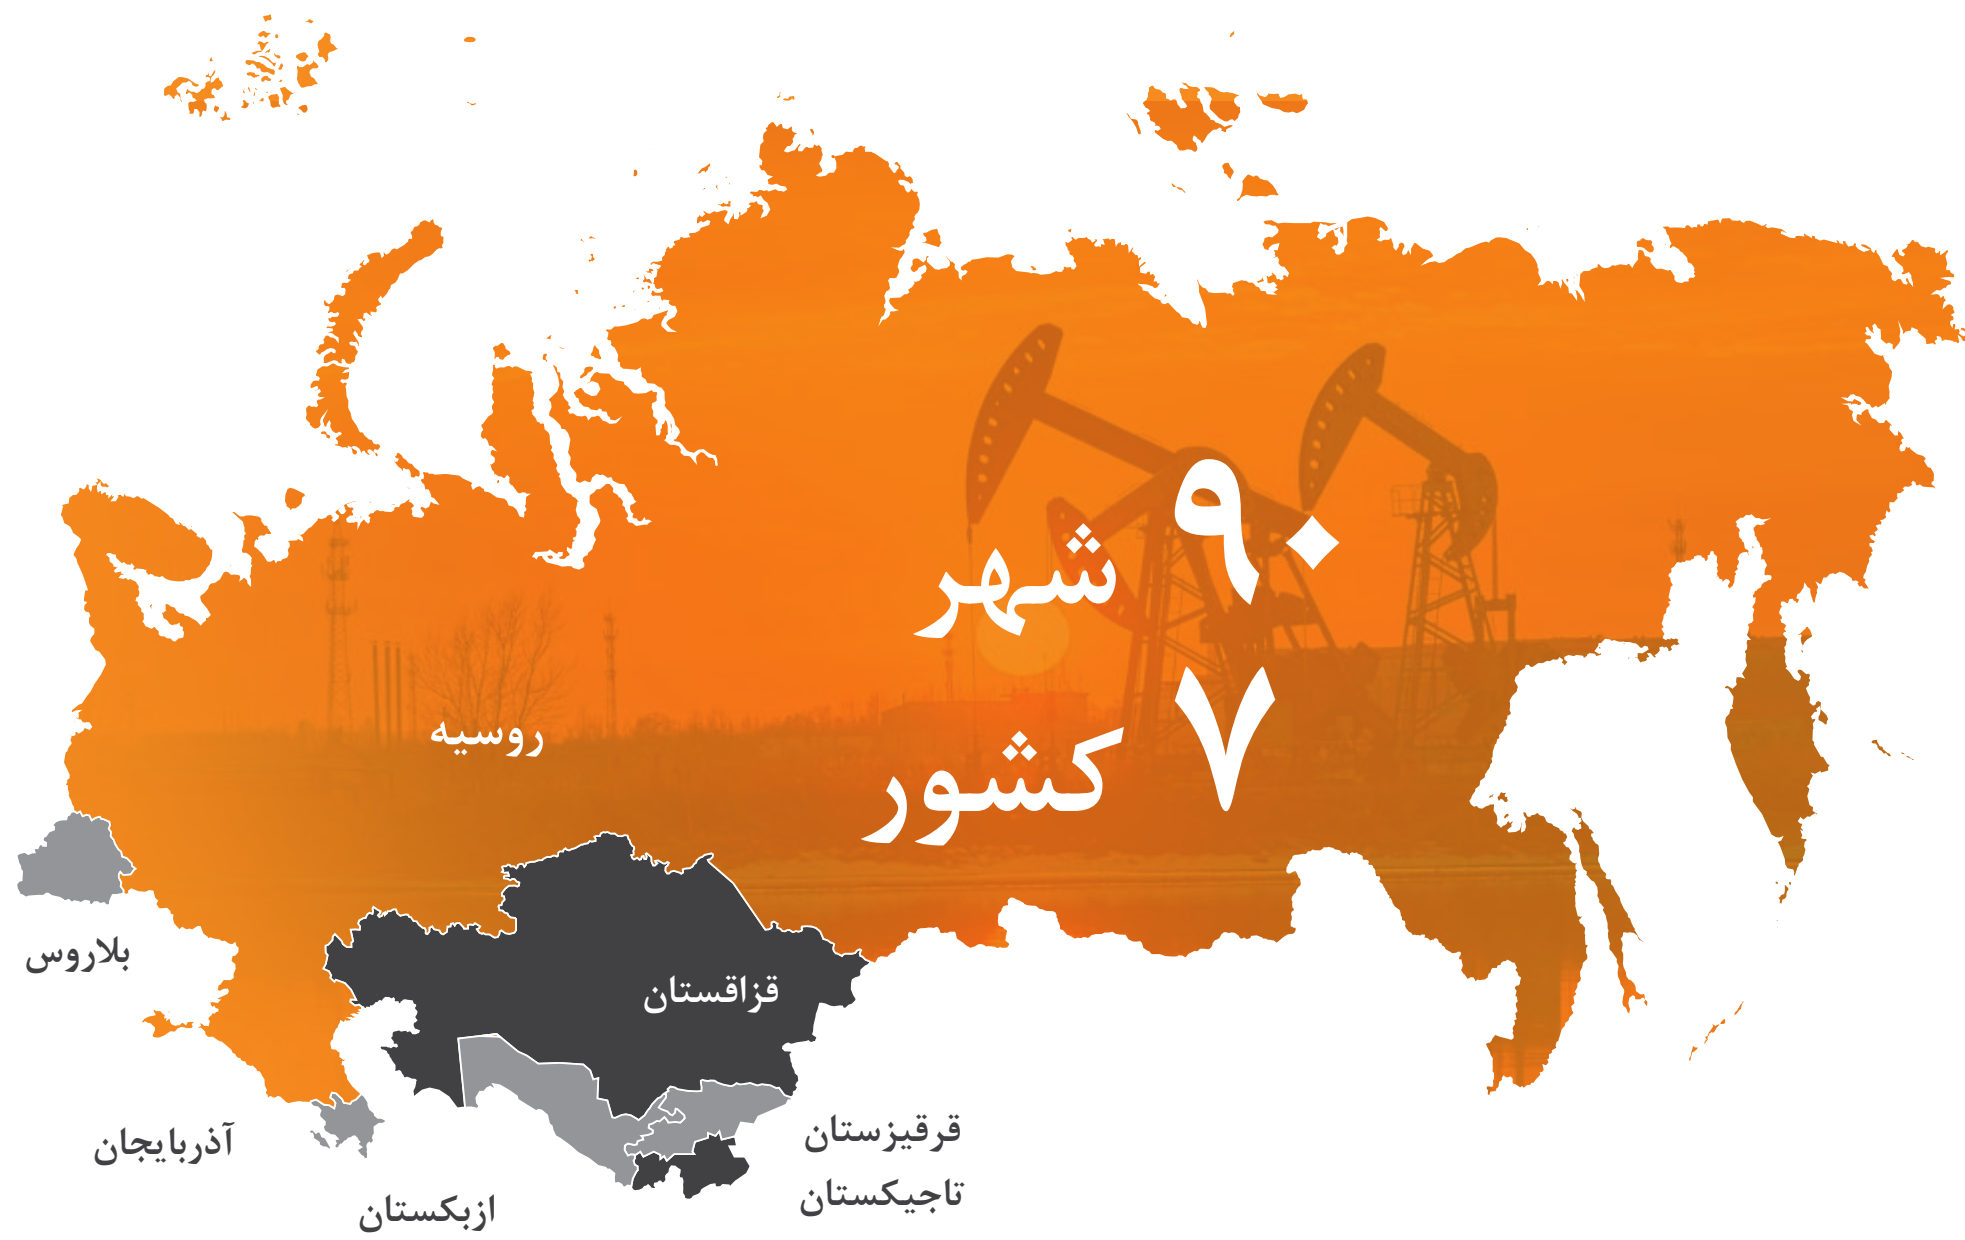 ۹۰ شهر
۷ کشور
روسیه
بلاروس
قزاقستان
قرقیزستان
آذربایجان
تاجیکستان
ازبکستان